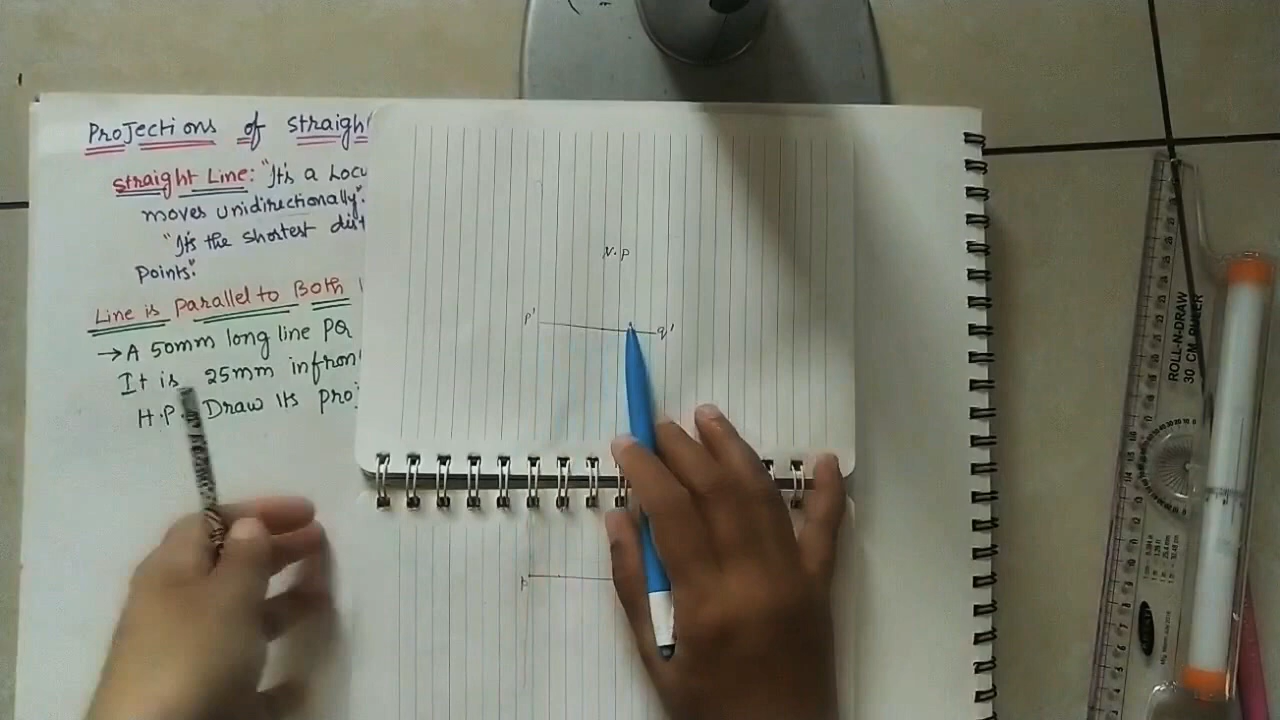 Projections of straigh
straight Line: "It's a Locu
moves unidirectionally".
"It's the shortest dist
points".
Line is parallel to Both
→ A 50mm long line PQ
It is 25mm infron
H.P. Draw its pro
V.P
p'
q'
p
ROLL-N-DRAW
30 CM RULER